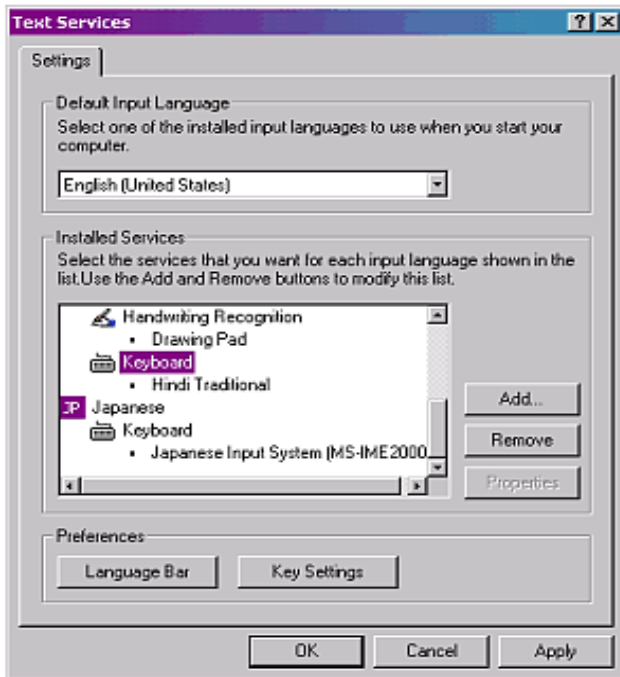 Text Services
Settings
Default Input Language
Select one of the installed input languages to use when you start your
computer.
English (United States)
Installed Services
Select the services that you want for each input language shown in the
list.Use the Add and Remove buttons to modify this list.
Handwriting Recognition
• Drawing Pad
Keyboard
• Hindi Traditional
JP Japanese
Keyboard
• Japanese Input System (MS-IME2000
Add...
Remove
Properties
Preferences
Language Bar Key Settings
OK Cancel Apply